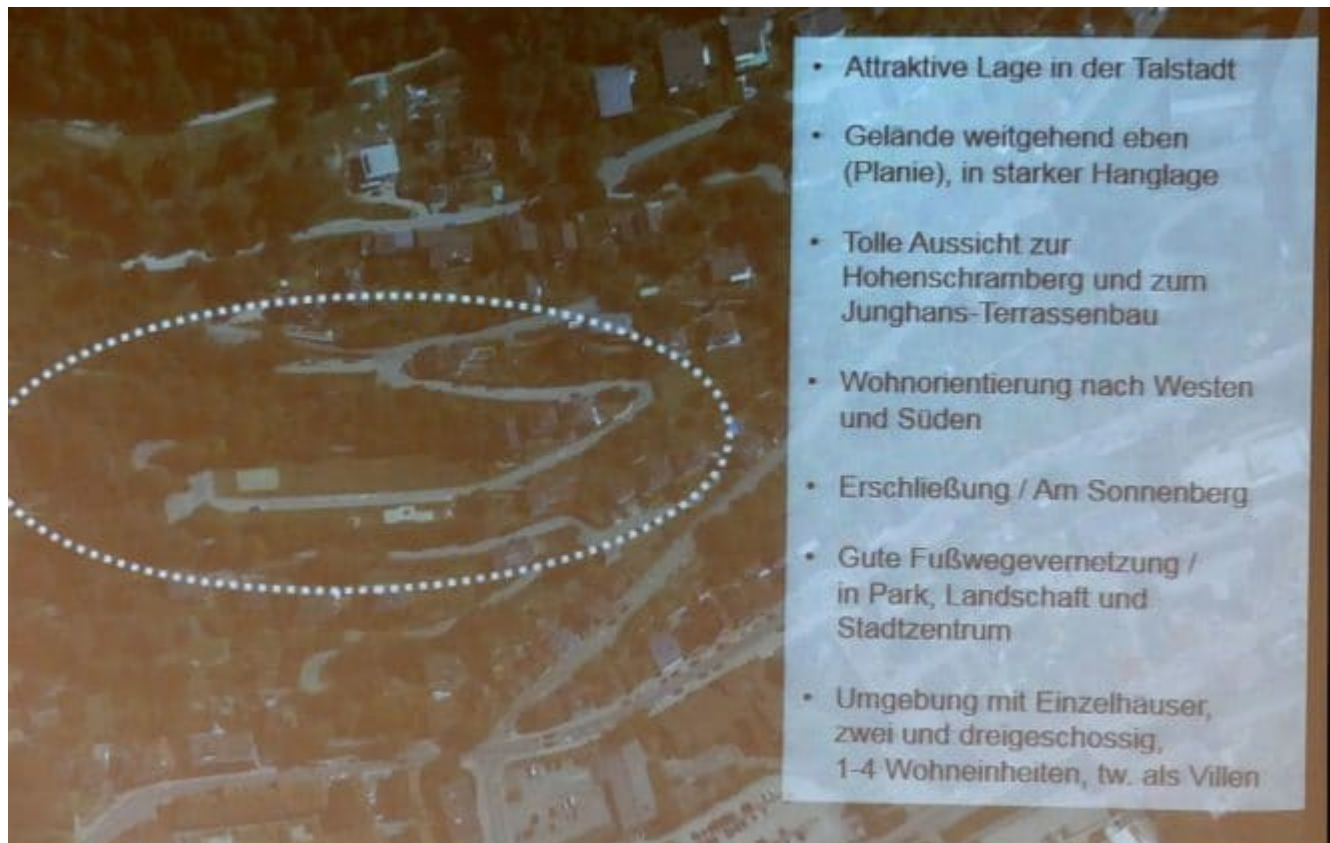 • Attraktive Lage in der Talstadt
• Gelände weitgehend eben
(Planie), in starker Hanglage
• Tolle Aussicht zur
Hohenschramberg und zum
Junghans-Terrassenbau
• Wohnorientierung nach Westen
und Süden
• Erschließung / Am Sonnenberg
• Gute Fußwegevernetzung /
in Park, Landschaft und
Stadtzentrum
• Umgebung mit Einzelhäuser,
zwei und dreigeschossig,
1-4 Wohneinheiten, tw. als Villen